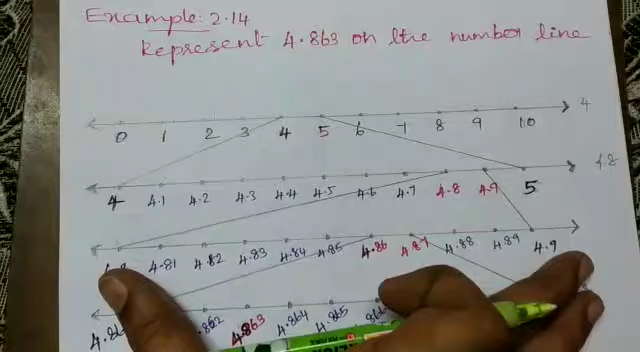 Example: 2.14
Represent 4.863 on the number line
0 1 2 3 4 5 6 7 8 9 10 4
4 4.1 4.2 4.3 4.4 4.5 4.6 4.7 4.8 4.9 5 4.8
4.81 4.82 4.83 4.84 4.85 4.86 4.87 4.88 4.89 4.9
4.863 4.864 4.865